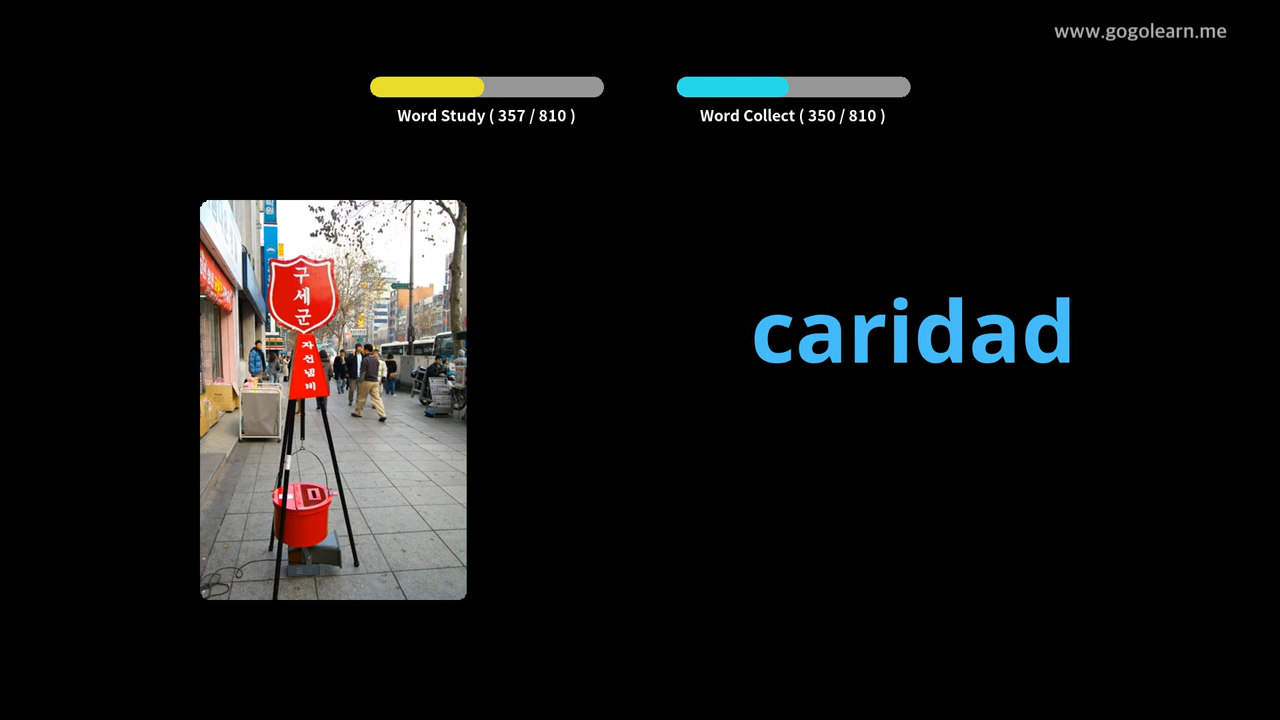 www.gogolearn.me
Word Study ( 357 / 810 )
Word Collect ( 350 / 810 )
구
세
군
자
선
냄
비
caridad